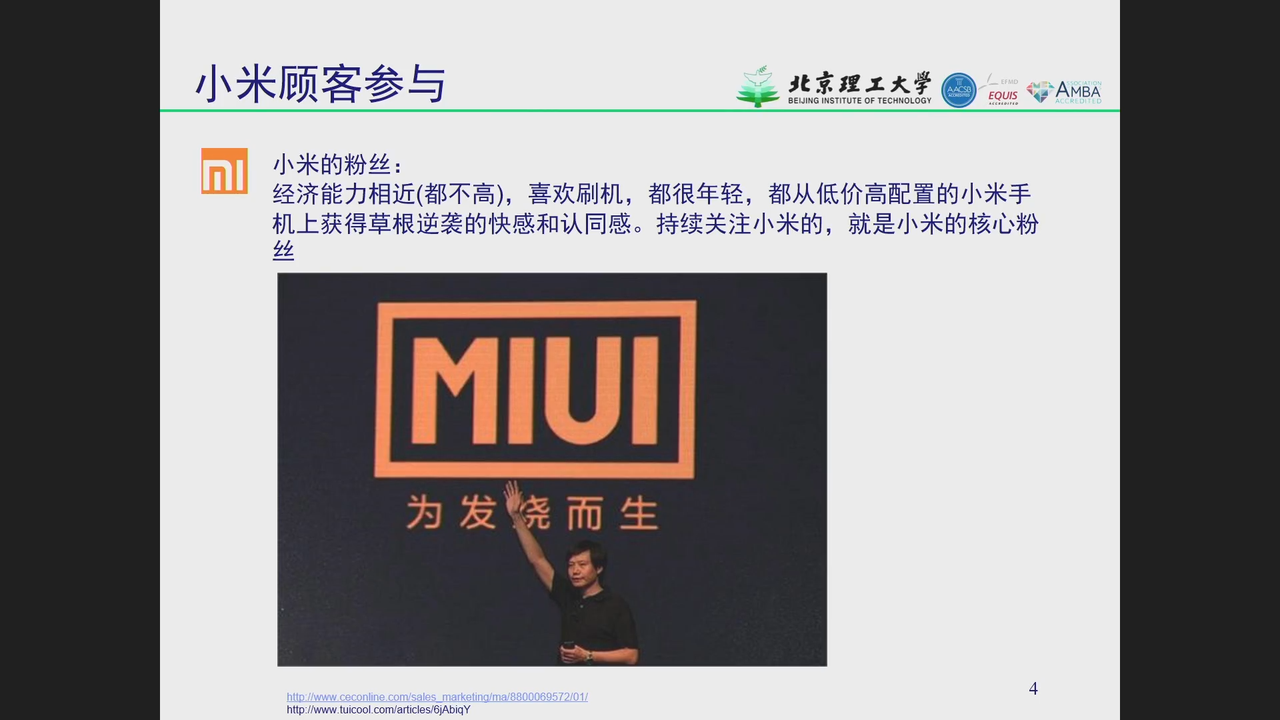 小米顾客参与
北京理工大学
BEIJING INSTITUTE OF TECHNOLOGY
AACSB
ACCREDITED
EFMD
EQUIS
ACCREDITED
ASSOCIATION
AMBA
ACCREDITED
mi
小米的粉丝：
经济能力相近(都不高)，喜欢刷机，都很年轻，都从低价高配置的小米手
机上获得草根逆袭的快感和认同感。持续关注小米的，就是小米的核心粉
丝
MIUI
为发烧而生
http://www.ceconline.com/sales_marketing/ma/8800069572/01/
http://www.tuicool.com/articles/6jAbiqY
4